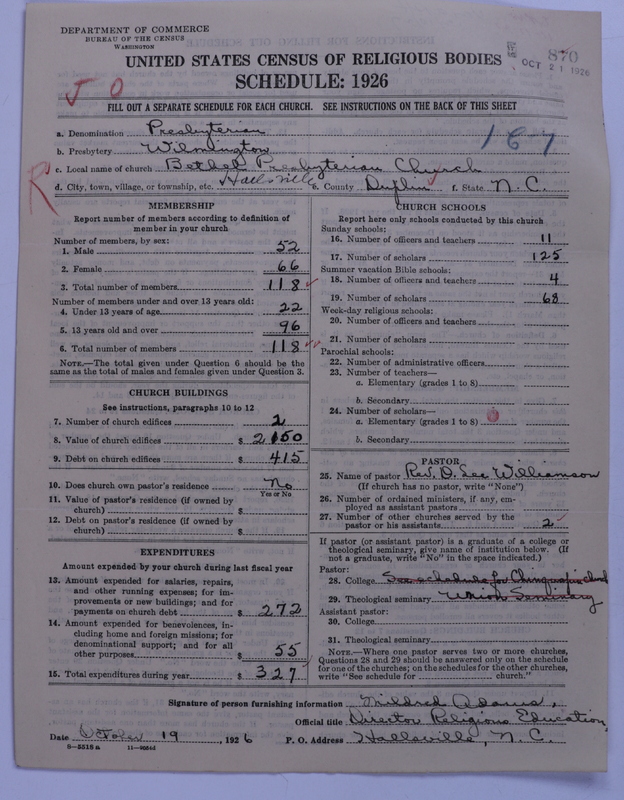 DEPARTMENT OF COMMERCE
BUREAU OF THE CENSUS
WASHINGTON
UNITED STATES CENSUS OF RELIGIOUS BODIES
SCHEDULE: 1926
870
OCT 21 1926
J O
FILL OUT A SEPARATE SCHEDULE FOR EACH CHURCH. SEE INSTRUCTIONS ON THE BACK OF THIS SHEET
167
R
a. Denomination Presbyterian
b. Presbytery Wilmington
c. Local name of church Bethel Presbyterian Church
d. City, town, village, or township, etc. Hallsville e. County Duplin f. State N. C.
MEMBERSHIP
Report number of members according to definition of
member in your church
Number of members, by sex:
1. Male 52
2. Female 66
3. Total number of members 118
Number of members under and over 13 years old:
4. Under 13 years of age 22
5. 13 years old and over 96
6. Total number of members 118
NOTE.—The total given under Question 6 should be the
same as the total of males and females given under Question 3.
CHURCH BUILDINGS
See instructions, paragraphs 10 to 12
7. Number of church edifices 2
8. Value of church edifices $ 2150
9. Debt on church edifices $ 415
10. Does church own pastor's residence No
Yes or No
11. Value of pastor's residence (if owned by
church) $
12. Debt on pastor's residence (if owned by
church) $
EXPENDITURES
Amount expended by your church during last fiscal year
13. Amount expended for salaries, repairs,
and other running expenses; for im-
provements or new buildings; and for
payments on church debt $ 272
14. Amount expended for benevolences, in-
cluding home and foreign missions; for
denominational support; and for all
other purposes $ 55
15. Total expenditures during year $ 327
CHURCH SCHOOLS
Report here only schools conducted by this church
Sunday schools:
16. Number of officers and teachers 11
17. Number of scholars 125
Summer vacation Bible schools:
18. Number of officers and teachers 4
19. Number of scholars 68
Week-day religious schools:
20. Number of officers and teachers
21. Number of scholars
Parochial schools:
22. Number of administrative officers
23. Number of teachers—
a. Elementary (grades 1 to 8)
b. Secondary
24. Number of scholars—
a. Elementary (grades 1 to 8)
b. Secondary
PASTOR
25. Name of pastor Rev. D. Lee Williamson
(If church has no pastor, write "None")
26. Number of ordained ministers, if any, em-
ployed as assistant pastors
27. Number of other churches served by the
pastor or his assistants 2
If pastor (or assistant pastor) is a graduate of a college or
theological seminary, give name of institution below. (If
not a graduate, write "No" in the space indicated.)
Pastor:
28. College See schedule for Chinquapin Church
29. Theological seminary Union Seminary
Assistant pastor:
30. College
31. Theological seminary
NOTE.—Where one pastor serves two or more churches,
Questions 28 and 29 should be answered only on the schedule
for one of the churches; on the schedules for the other churches,
write "See schedule for church."
Signature of person furnishing information Mildred Adams,
Official title Director Religious Education,
Date October 19, 1926 P. O. Address Hallsville, N. C.
S—5518 a